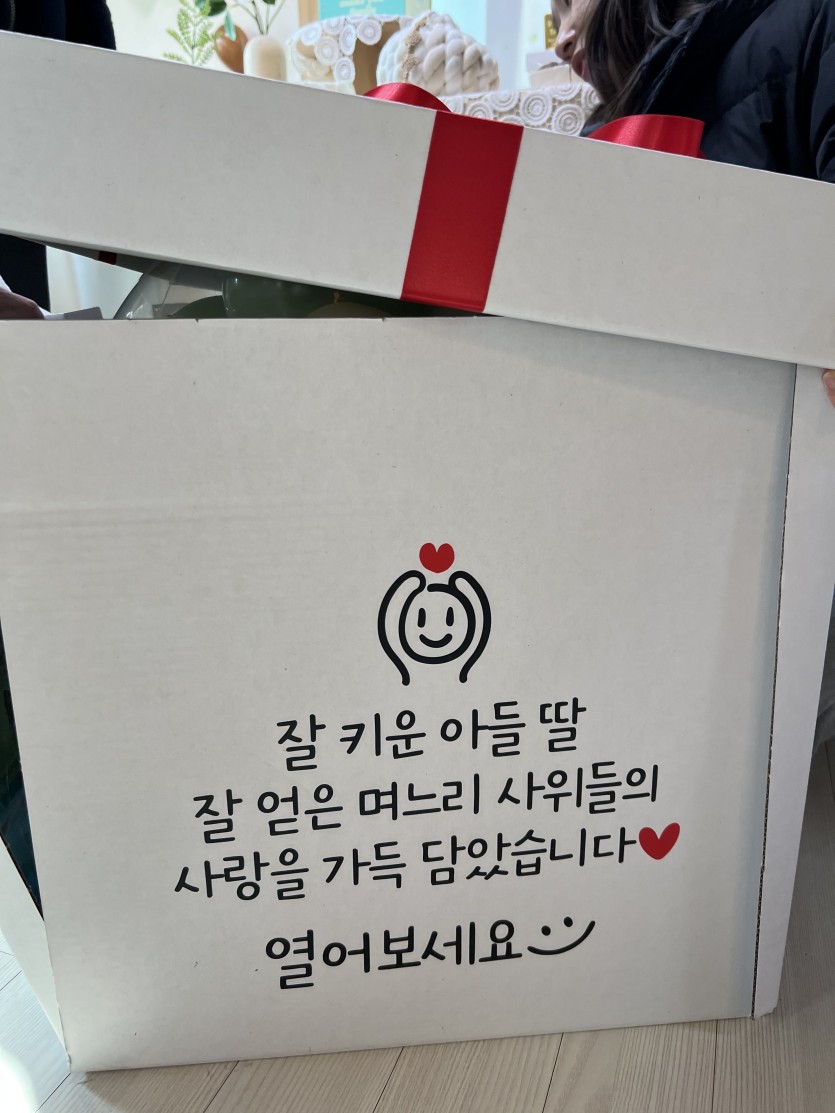 잘 키운 아들 딸
잘 얻은 며느리 사위들의
사랑을 가득 담았습니다
열어보세요